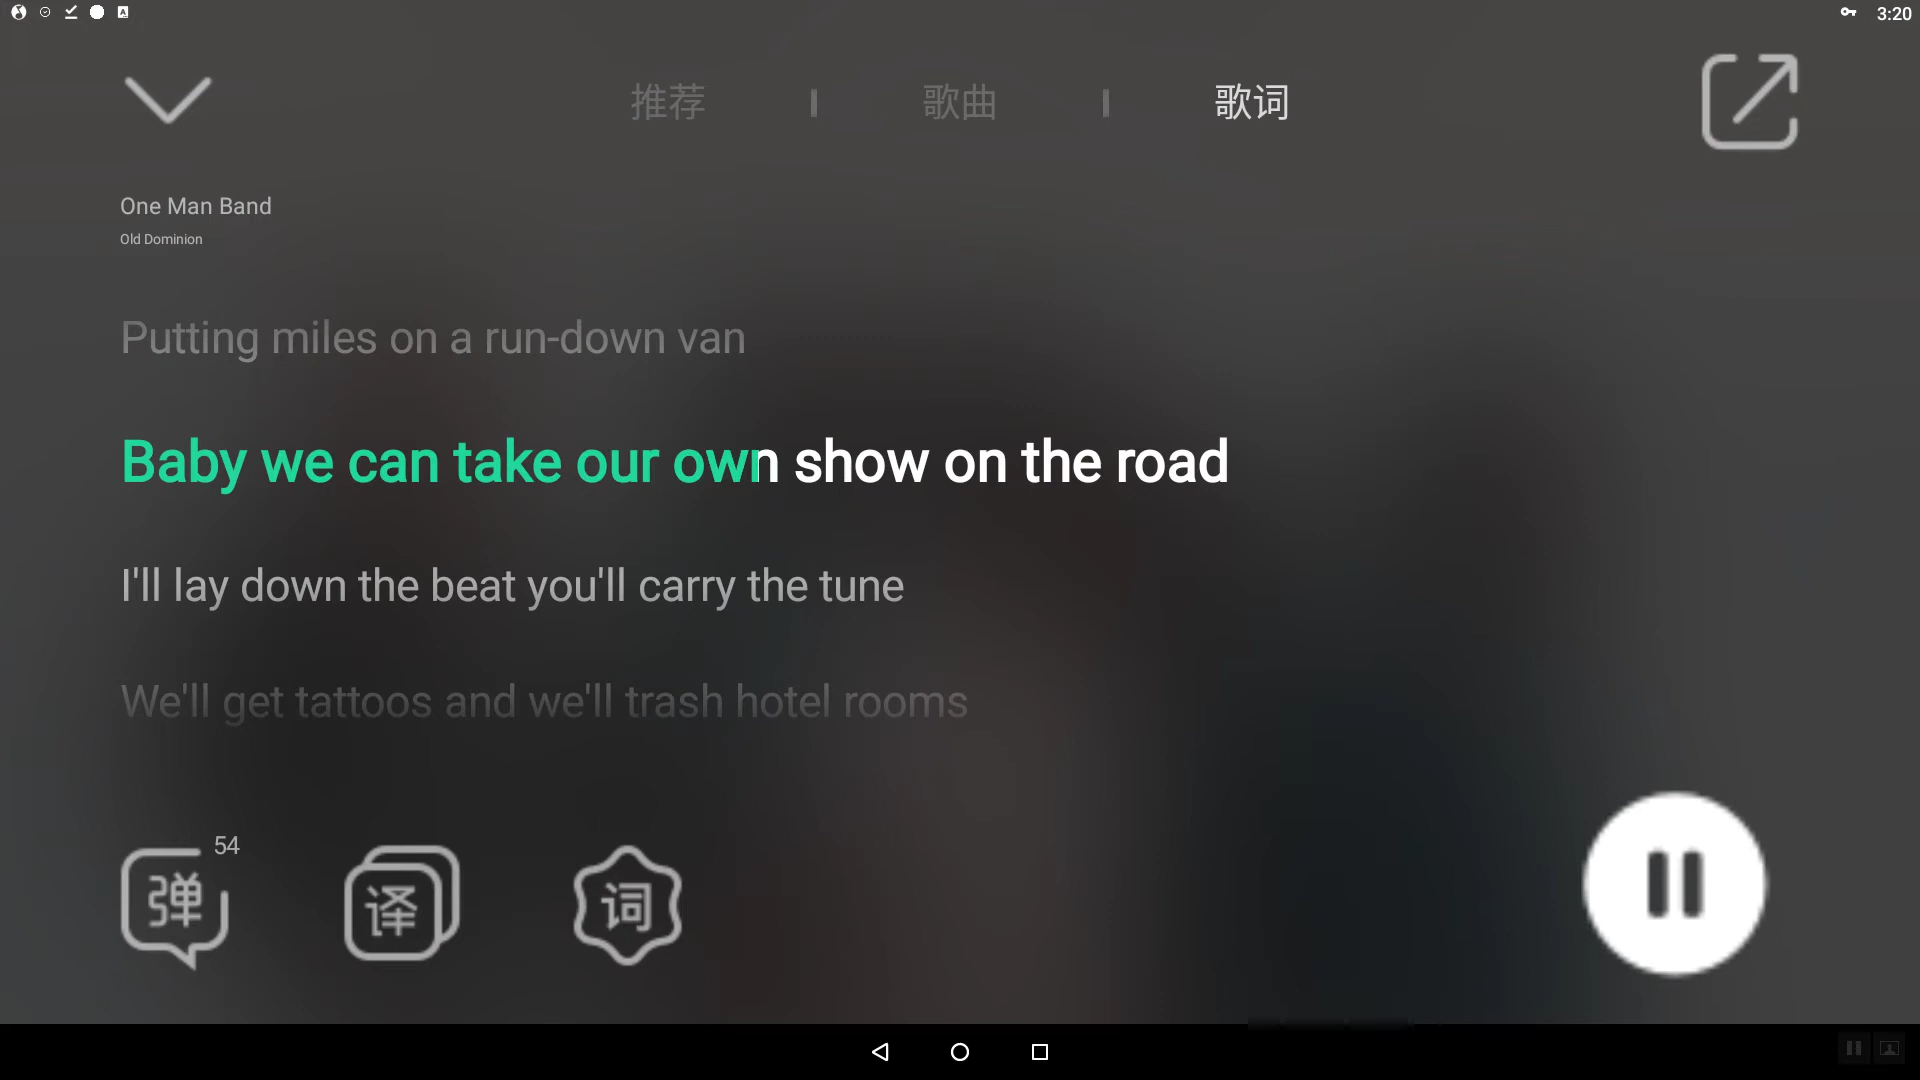 3:20
推荐 | 歌曲 | 歌词
One Man Band
Old Dominion
Putting miles on a run-down van
Baby we can take our own show on the road
I'll lay down the beat you'll carry the tune
We'll get tattoos and we'll trash hotel rooms
弹 54 译 词